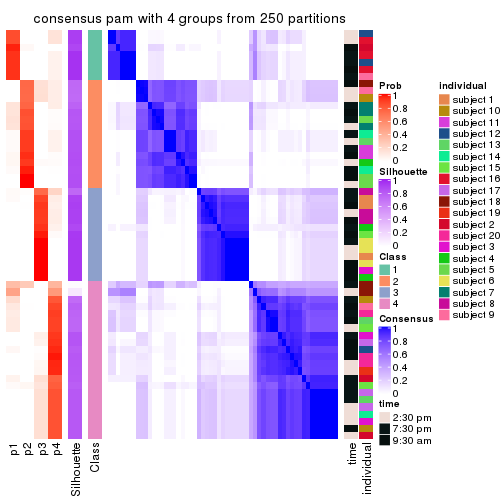 consensus pam with 4 groups from 250 partitions
Prob
1
0.8
0.6
0.4
0.2
0
Silhouette
1
0.8
0.6
0.4
0.2
0
Class
1
2
3
4
Consensus
1
0.8
0.6
0.4
0.2
0
time
2:30 pm
7:30 pm
9:30 am
Individual
subject 1
subject 10
subject 11
subject 12
subject 13
subject 14
subject 15
subject 16
subject 17
subject 18
subject 19
subject 2
subject 20
subject 3
subject 4
subject 5
subject 6
subject 7
subject 8
subject 9
p1
p2
p3
p4
Silhouette
Class
time
individual